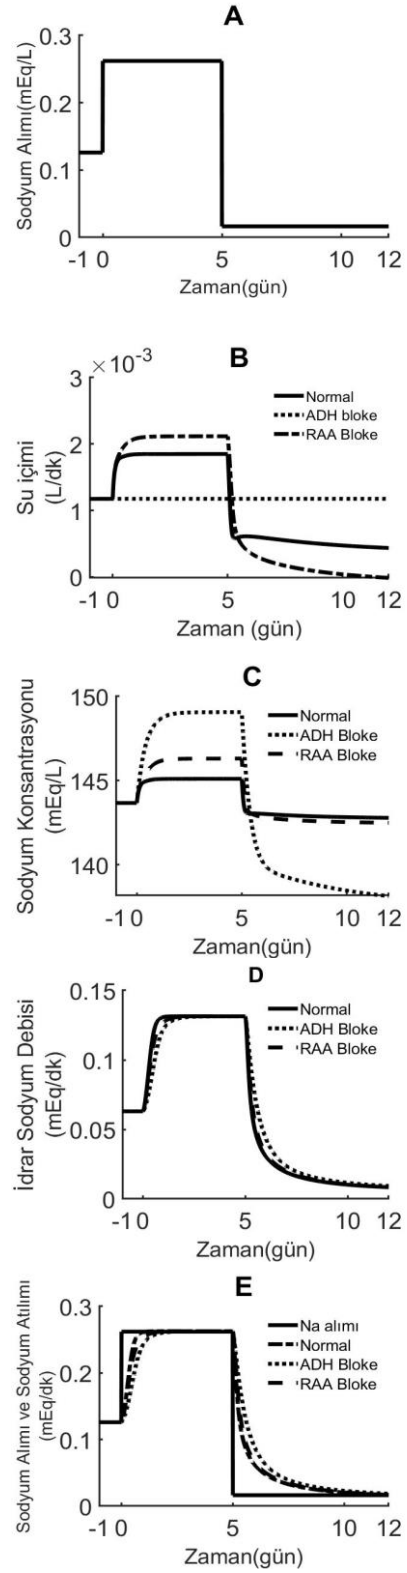 A
Sodyum Alımı(mEq/L)
0.3
0.2
0.1
0
-1 0 5 12
Zaman(gün)
B
×10⁻³
Su içimi
(L/dk)
3
2
1
0
Normal
ADH bloke
RAA Bloke
-1 0 5 10 12
Zaman (gün)
C
Sodyum Konsantrasyonu
(mEq/L)
150
145
140
Normal
ADH Bloke
RAA Bloke
-1 0 5 12
Zaman(gün)
D
İdrar Sodyum Debisi
(mEq/dk)
0.15
0.1
0.05
0
Normal
ADH Bloke
RAA Bloke
-1 0 5 10 12
Zaman(gün)
E
Sodyum Alımı ve Sodyum Atılımı
(mEq/dk)
0.3
0.2
0.1
0
Na alımı
Normal
ADH Bloke
RAA Bloke
-1 0 5 12
Zaman(gün)